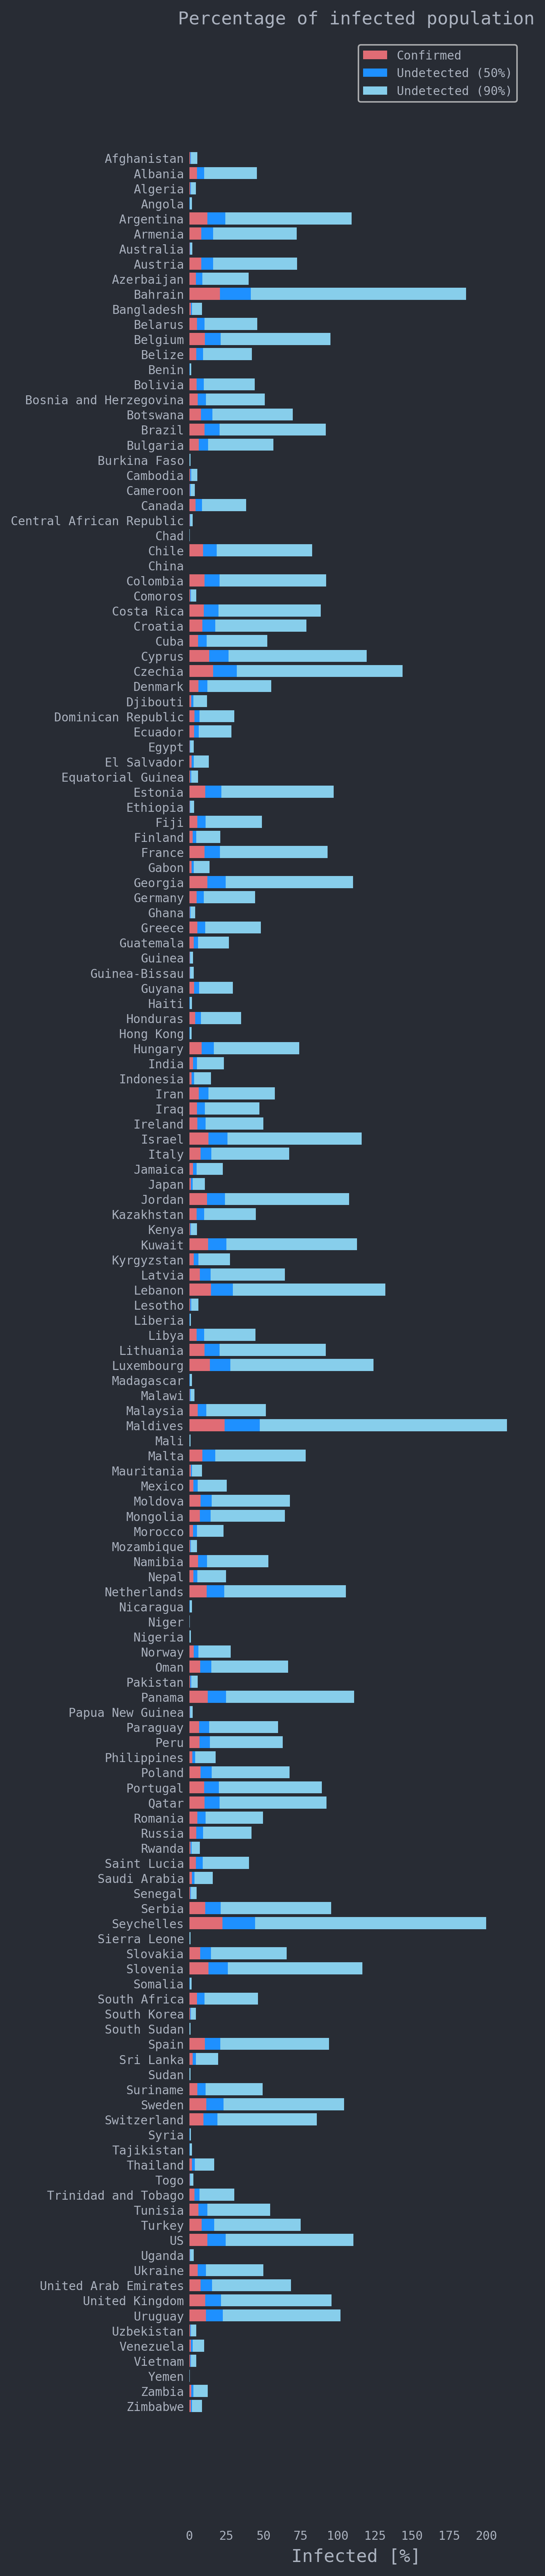 Percentage of infected population
Confirmed
Undetected (50%)
Undetected (90%)
Afghanistan
Albania
Algeria
Angola
Argentina
Armenia
Australia
Austria
Azerbaijan
Bahrain
Bangladesh
Belarus
Belgium
Belize
Benin
Bolivia
Bosnia and Herzegovina
Botswana
Brazil
Bulgaria
Burkina Faso
Cambodia
Cameroon
Canada
Central African Republic
Chad
Chile
China
Colombia
Comoros
Costa Rica
Croatia
Cuba
Cyprus
Czechia
Denmark
Djibouti
Dominican Republic
Ecuador
Egypt
El Salvador
Equatorial Guinea
Estonia
Ethiopia
Fiji
Finland
France
Gabon
Georgia
Germany
Ghana
Greece
Guatemala
Guinea
Guinea-Bissau
Guyana
Haiti
Honduras
Hong Kong
Hungary
India
Indonesia
Iran
Iraq
Ireland
Israel
Italy
Jamaica
Japan
Jordan
Kazakhstan
Kenya
Kuwait
Kyrgyzstan
Latvia
Lebanon
Lesotho
Liberia
Libya
Lithuania
Luxembourg
Madagascar
Malawi
Malaysia
Maldives
Mali
Malta
Mauritania
Mexico
Moldova
Mongolia
Morocco
Mozambique
Namibia
Nepal
Netherlands
Nicaragua
Niger
Nigeria
Norway
Oman
Pakistan
Panama
Papua New Guinea
Paraguay
Peru
Philippines
Poland
Portugal
Qatar
Romania
Russia
Rwanda
Saint Lucia
Saudi Arabia
Senegal
Serbia
Seychelles
Sierra Leone
Slovakia
Slovenia
Somalia
South Africa
South Korea
South Sudan
Spain
Sri Lanka
Sudan
Suriname
Sweden
Switzerland
Syria
Tajikistan
Thailand
Togo
Trinidad and Tobago
Tunisia
Turkey
US
Uganda
Ukraine
United Arab Emirates
United Kingdom
Uruguay
Uzbekistan
Venezuela
Vietnam
Yemen
Zambia
Zimbabwe
0 25 50 75 100 125 150 175 200
Infected [%]